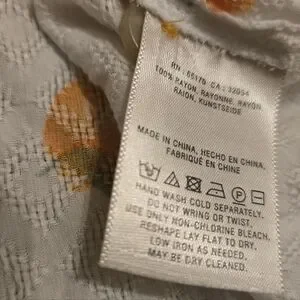 RN : 66170 CA : 32054
100% RAYON, RAYONNE, RAYON,
RAION, KUNSTSEIDE
MADE IN CHINA, HECHO EN CHINA,
FABRIQUÉ EN CHINE
HAND WASH COLD SEPARATELY.
DO NOT WRING OR TWIST.
USE ONLY NON-CHLORINE BLEACH.
RESHAPE LAY FLAT TO DRY.
LOW IRON AS NEEDED.
MAY BE DRY CLEANED.